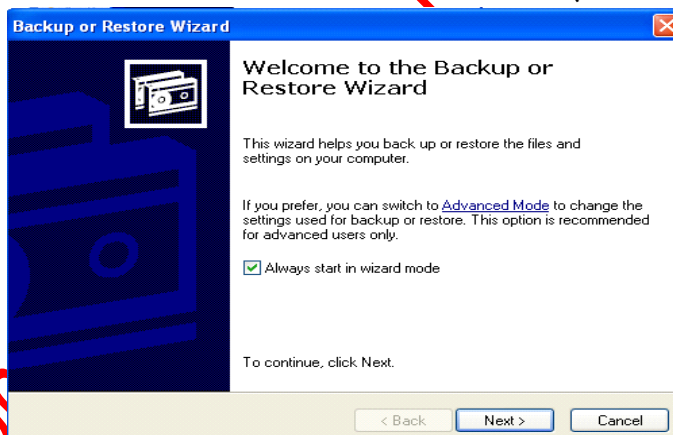 Backup or Restore Wizard
Welcome to the Backup or
Restore Wizard
This wizard helps you back up or restore the files and
settings on your computer.
If you prefer, you can switch to Advanced Mode to change the
settings used for backup or restore. This option is recommended
for advanced users only.
Always start in wizard mode
To continue, click Next.
< Back Next > Cancel